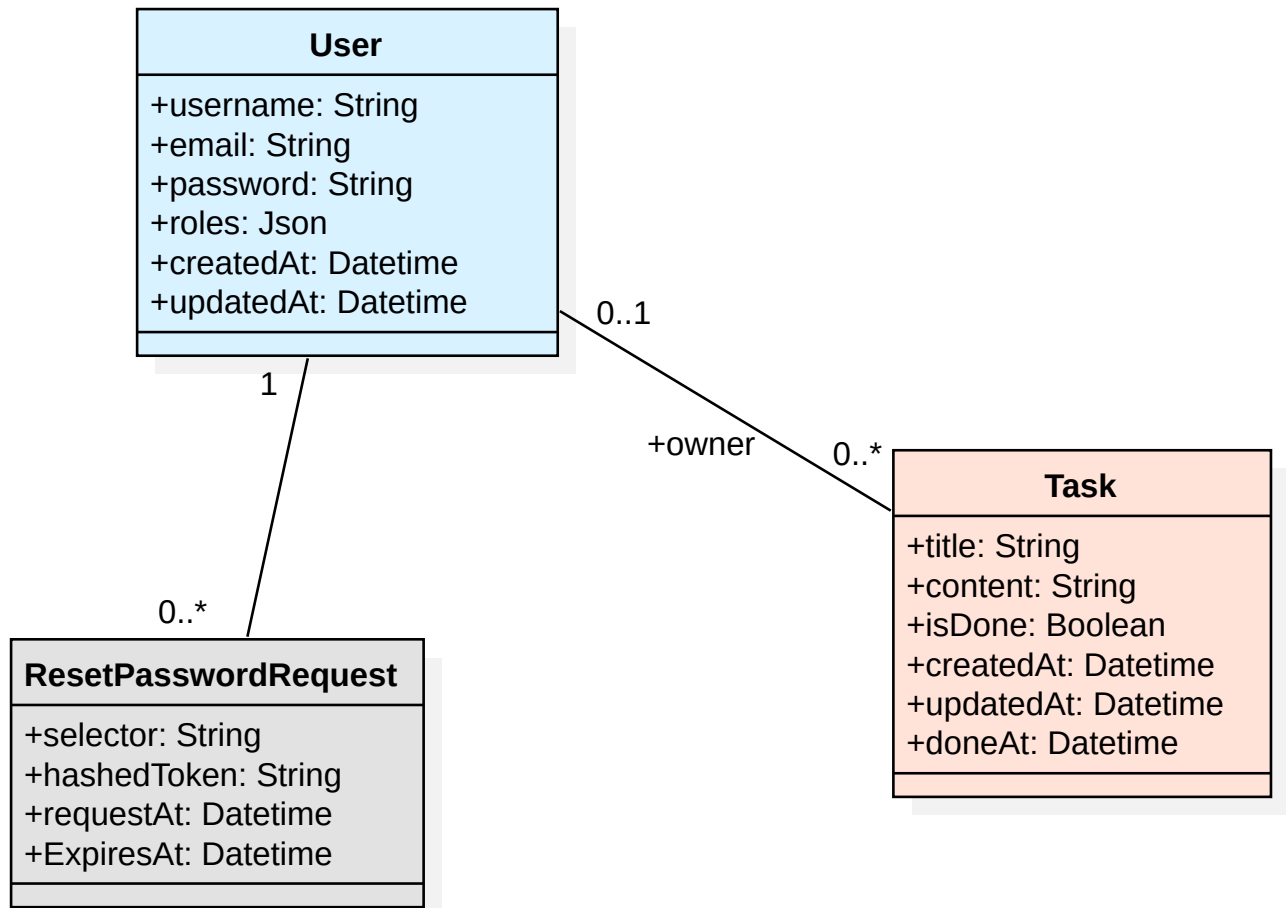 User
+username: String
+email: String
+password: String
+roles: Json
+createdAt: Datetime
+updatedAt: Datetime
0..1
1
+owner
0..*
Task
+title: String
+content: String
+isDone: Boolean
+createdAt: Datetime
+updatedAt: Datetime
+doneAt: Datetime
0..*
ResetPasswordRequest
+selector: String
+hashedToken: String
+requestAt: Datetime
+ExpiresAt: Datetime